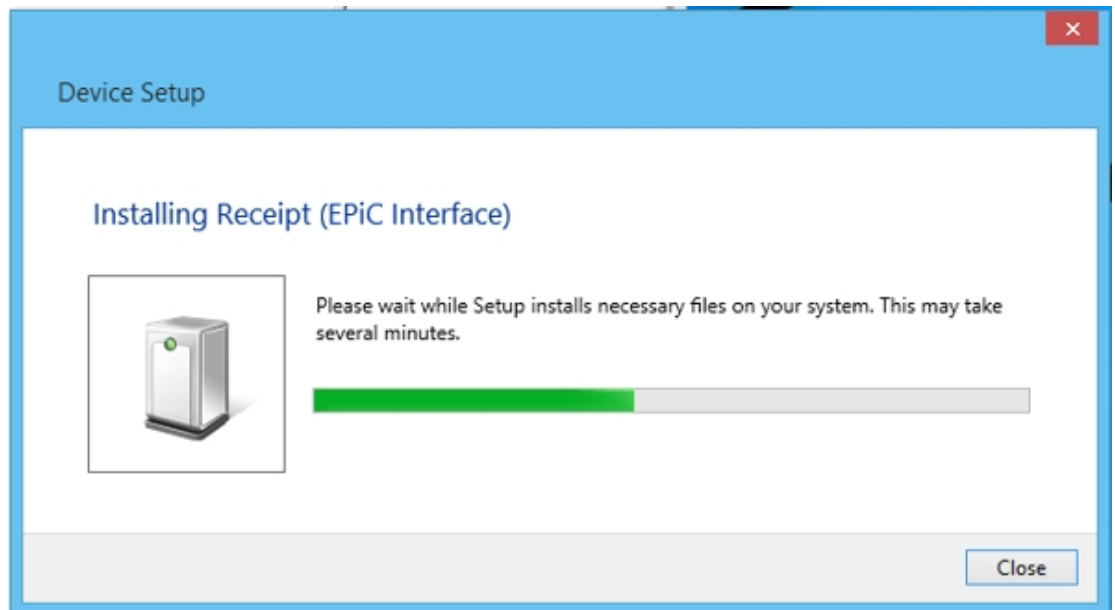 Device Setup
Installing Receipt (EPiC Interface)
Please wait while Setup installs necessary files on your system. This may take
several minutes.
Close